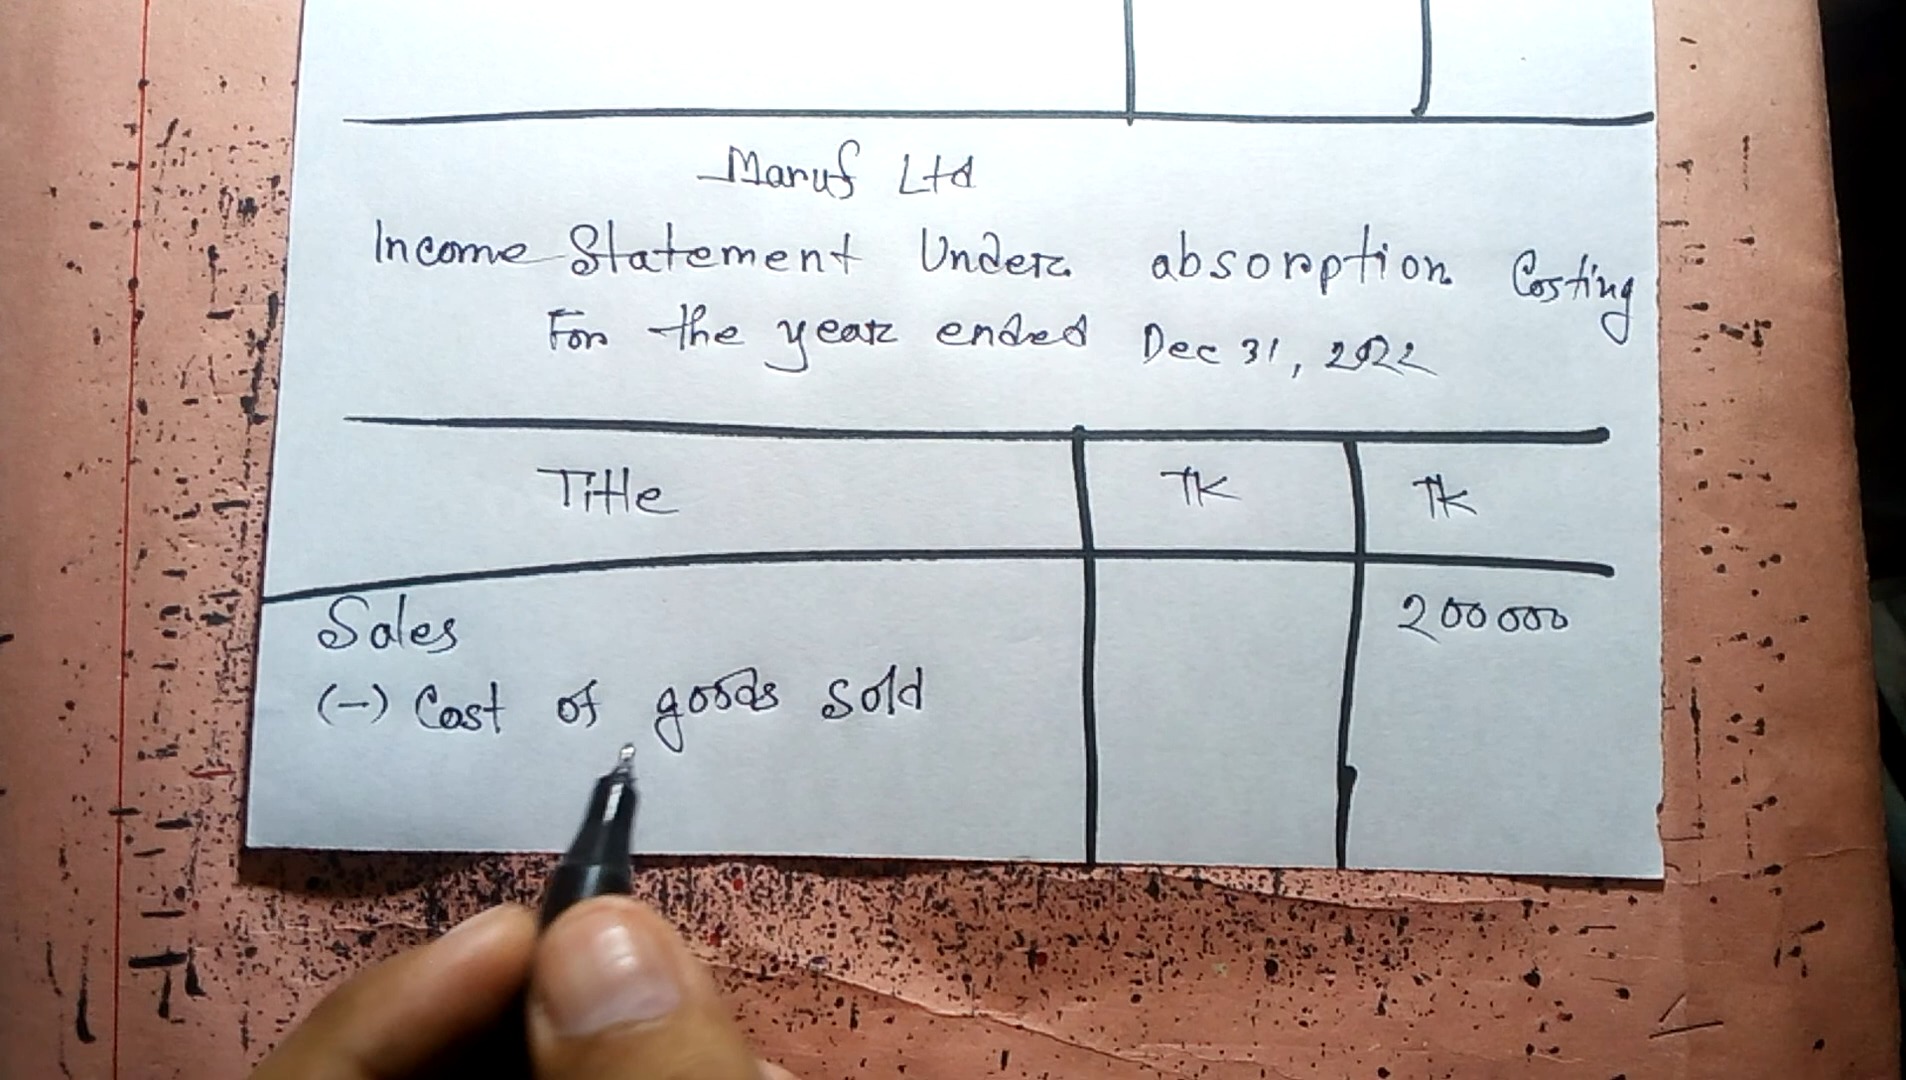 Maruf Ltd
Income Statement Under absorption Costing
For the year ended Dec 31, 2022
Title TK TK
Sales 200000
(-) Cost of goods sold